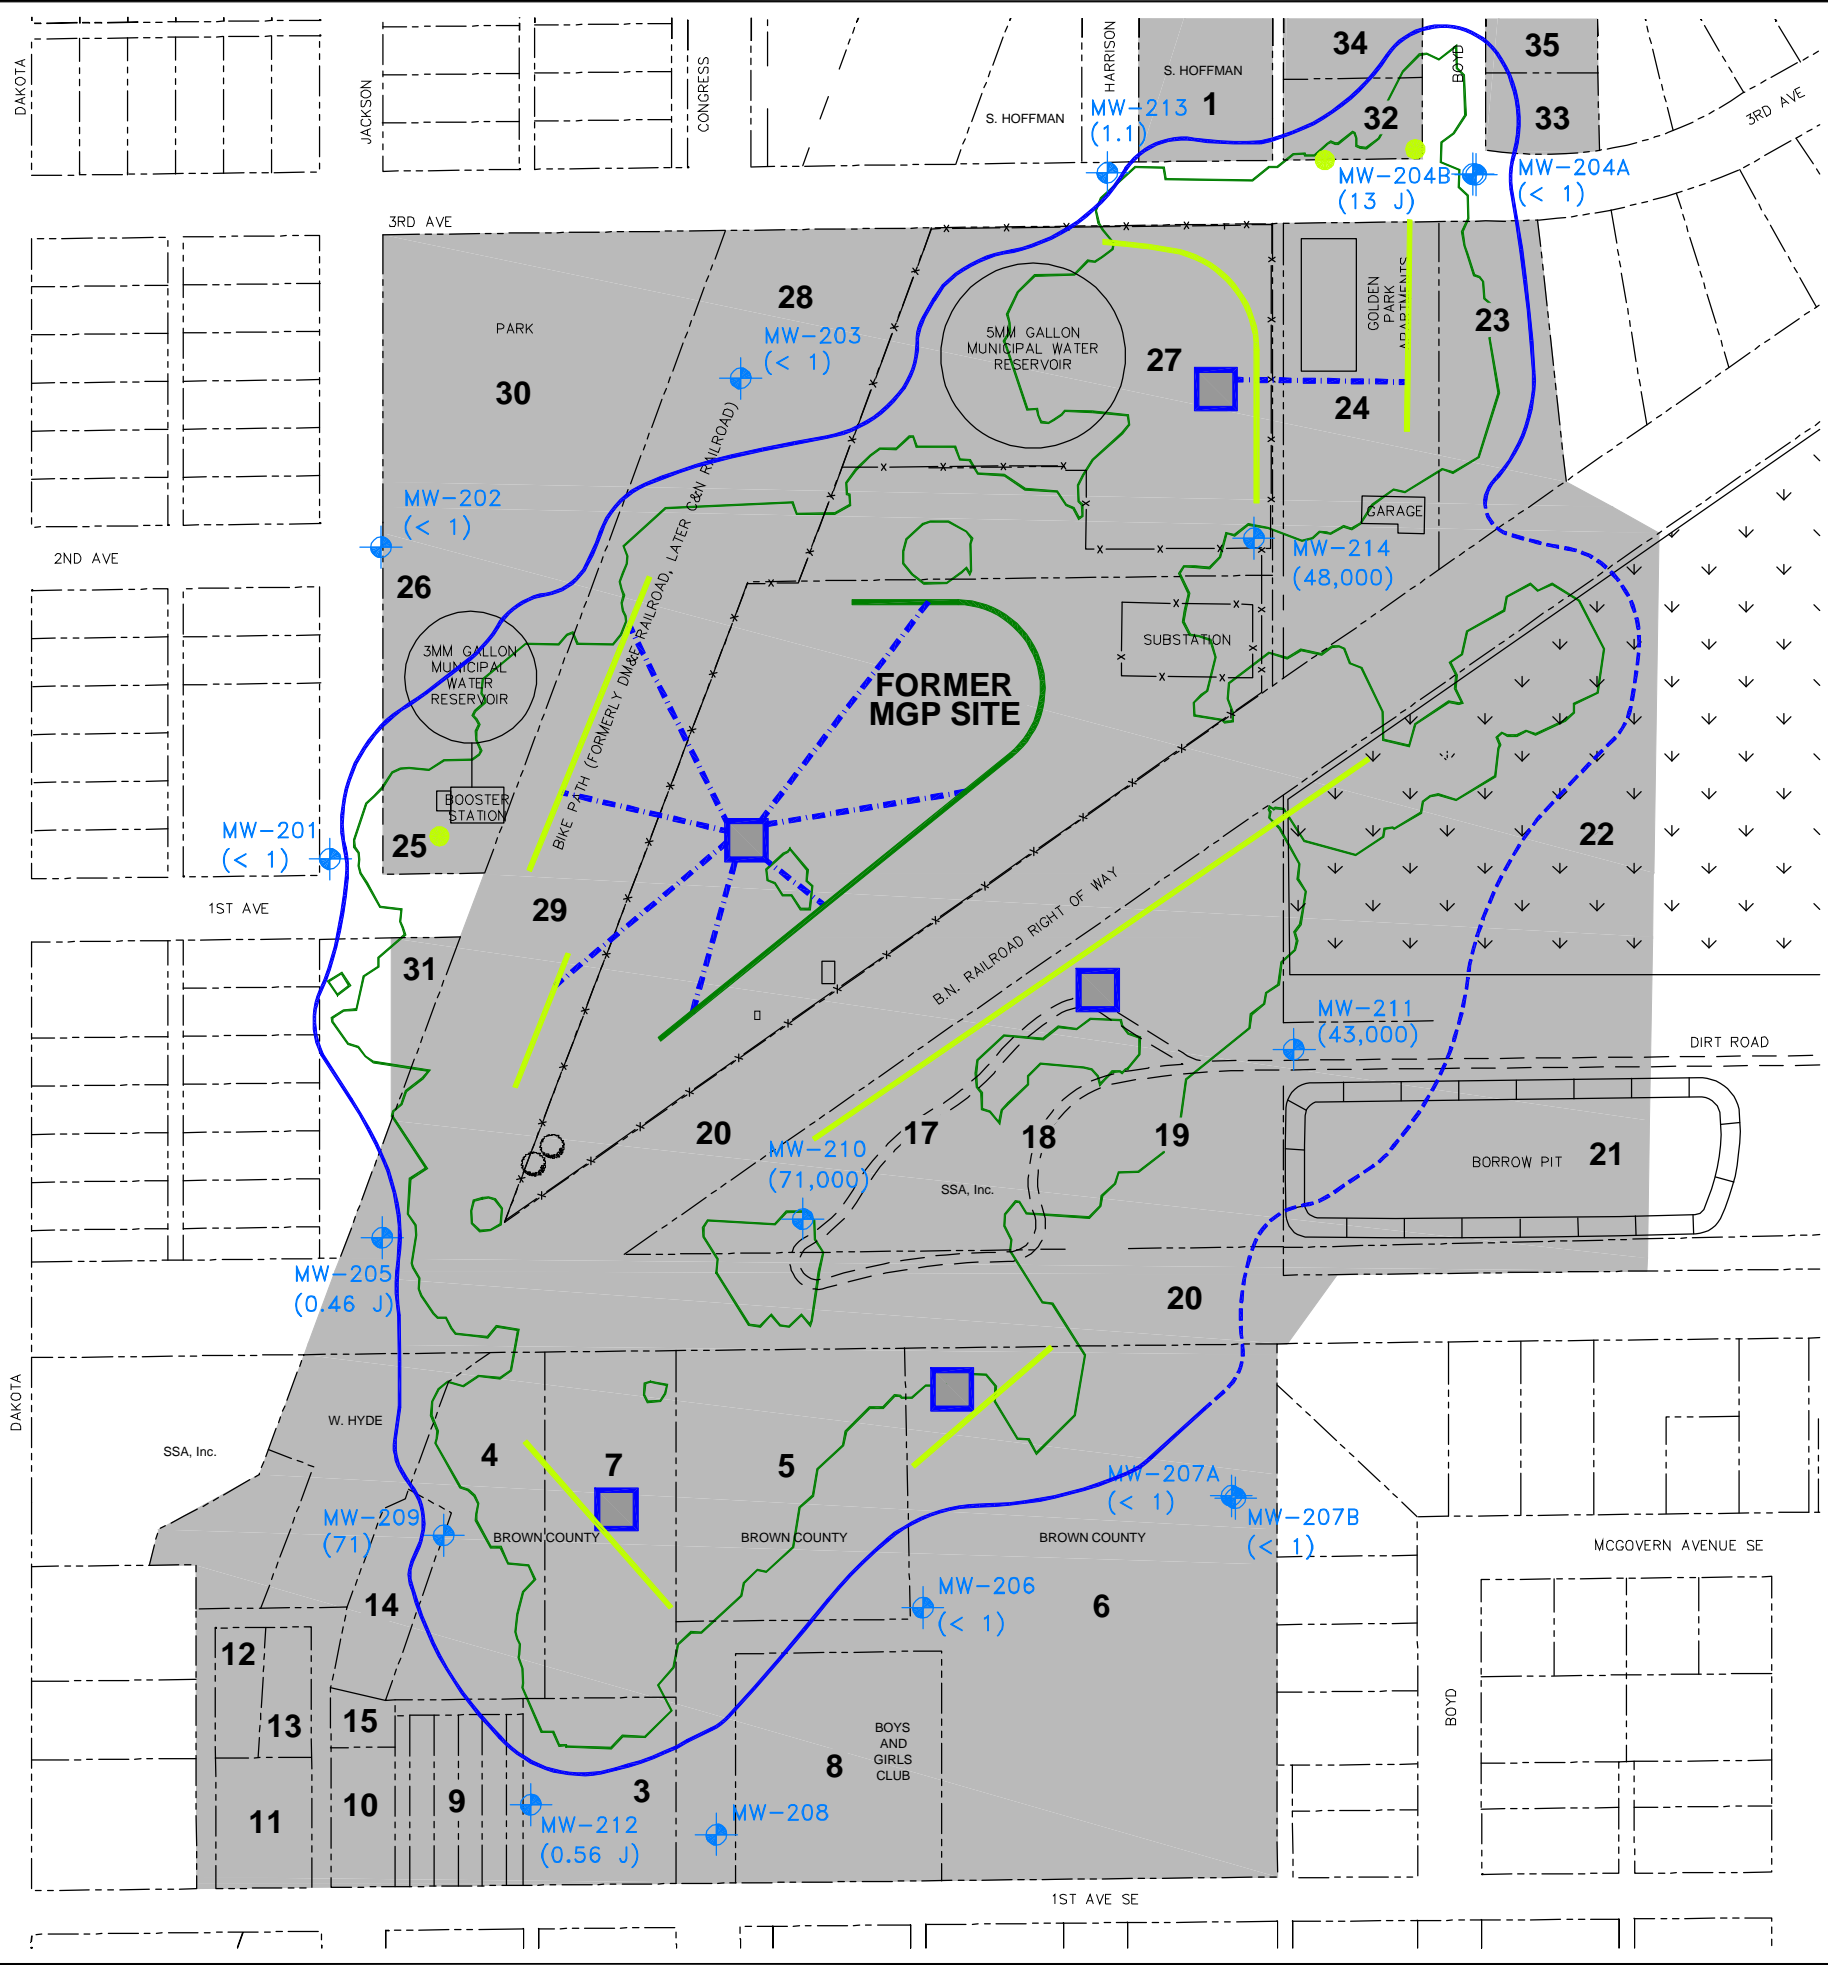 DAKOTA
JACKSON
CONGRESS
HARRISON
BOYD
S. HOFFMAN
S. HOFFMAN
1
34
32
35
33
3RD AVE
MW-213
(1.1)
MW-204B
(13 J)
MW-204A
(< 1)
3RD AVE
PARK
30
28
MW-203
(< 1)
5MM GALLON
MUNICIPAL WATER
RESERVOIR
27
GOLDEN
PARK
APARTMENTS
24
23
MW-202
(< 1)
2ND AVE
26
GARAGE
MW-214
(48,000)
SUBSTATION
3MM GALLON
MUNICIPAL
WATER
RESERVOIR
BIKE PATH (FORMERLY DM&E RAILROAD, LATER C&N RAILROAD)
FORMER
MGP SITE
BOOSTER
STATION
25
MW-201
(< 1)
22
1ST AVE
29
31
B.N. RAILROAD RIGHT OF WAY
MW-211
(43,000)
DIRT ROAD
20
17
18
19
MW-210
(71,000)
SSA, Inc.
BORROW PIT
21
MW-205
(0.46 J)
20
DAKOTA
W. HYDE
SSA, Inc.
4
7
5
MW-207A
(< 1)
MW-207B
(< 1)
MW-209
(71)
BROWN COUNTY
BROWN COUNTY
BROWN COUNTY
MCGOVERN AVENUE SE
MW-206
(< 1)
6
14
12
13
15
BOYD
BOYS
AND
GIRLS
CLUB
8
3
9
10
11
MW-212
(0.56 J)
MW-208
1ST AVE SE